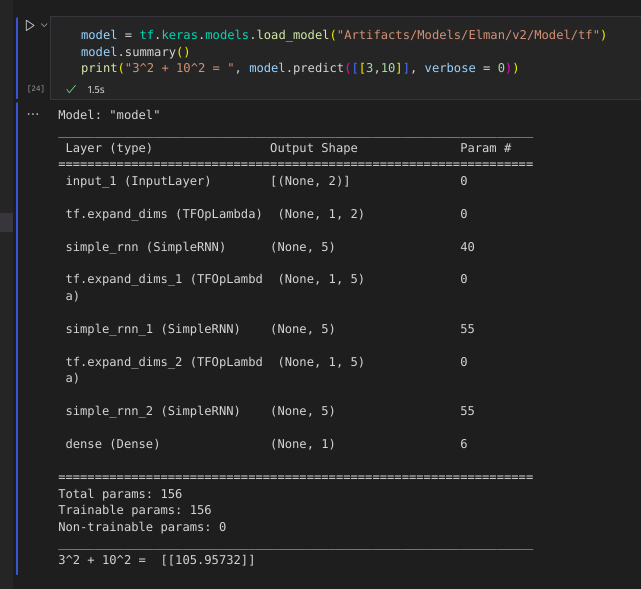 model = tf.keras.models.load_model("Artifacts/Models/Elman/v2/Model/tf")
model.summary()
print("3^2 + 10^2 = ", model.predict([[3,10]], verbose = 0))
[24] 1.5s
... Model: "model"
_________________________________________________________________
Layer (type) Output Shape Param #
=================================================================
input_1 (InputLayer) [(None, 2)] 0
tf.expand_dims (TFOpLambda) (None, 1, 2) 0
simple_rnn (SimpleRNN) (None, 5) 40
tf.expand_dims_1 (TFOpLambd (None, 1, 5) 0
a)
simple_rnn_1 (SimpleRNN) (None, 5) 55
tf.expand_dims_2 (TFOpLambd (None, 1, 5) 0
a)
simple_rnn_2 (SimpleRNN) (None, 5) 55
dense (Dense) (None, 1) 6
=================================================================
Total params: 156
Trainable params: 156
Non-trainable params: 0
_________________________________________________________________
3^2 + 10^2 = [[105.95732]]